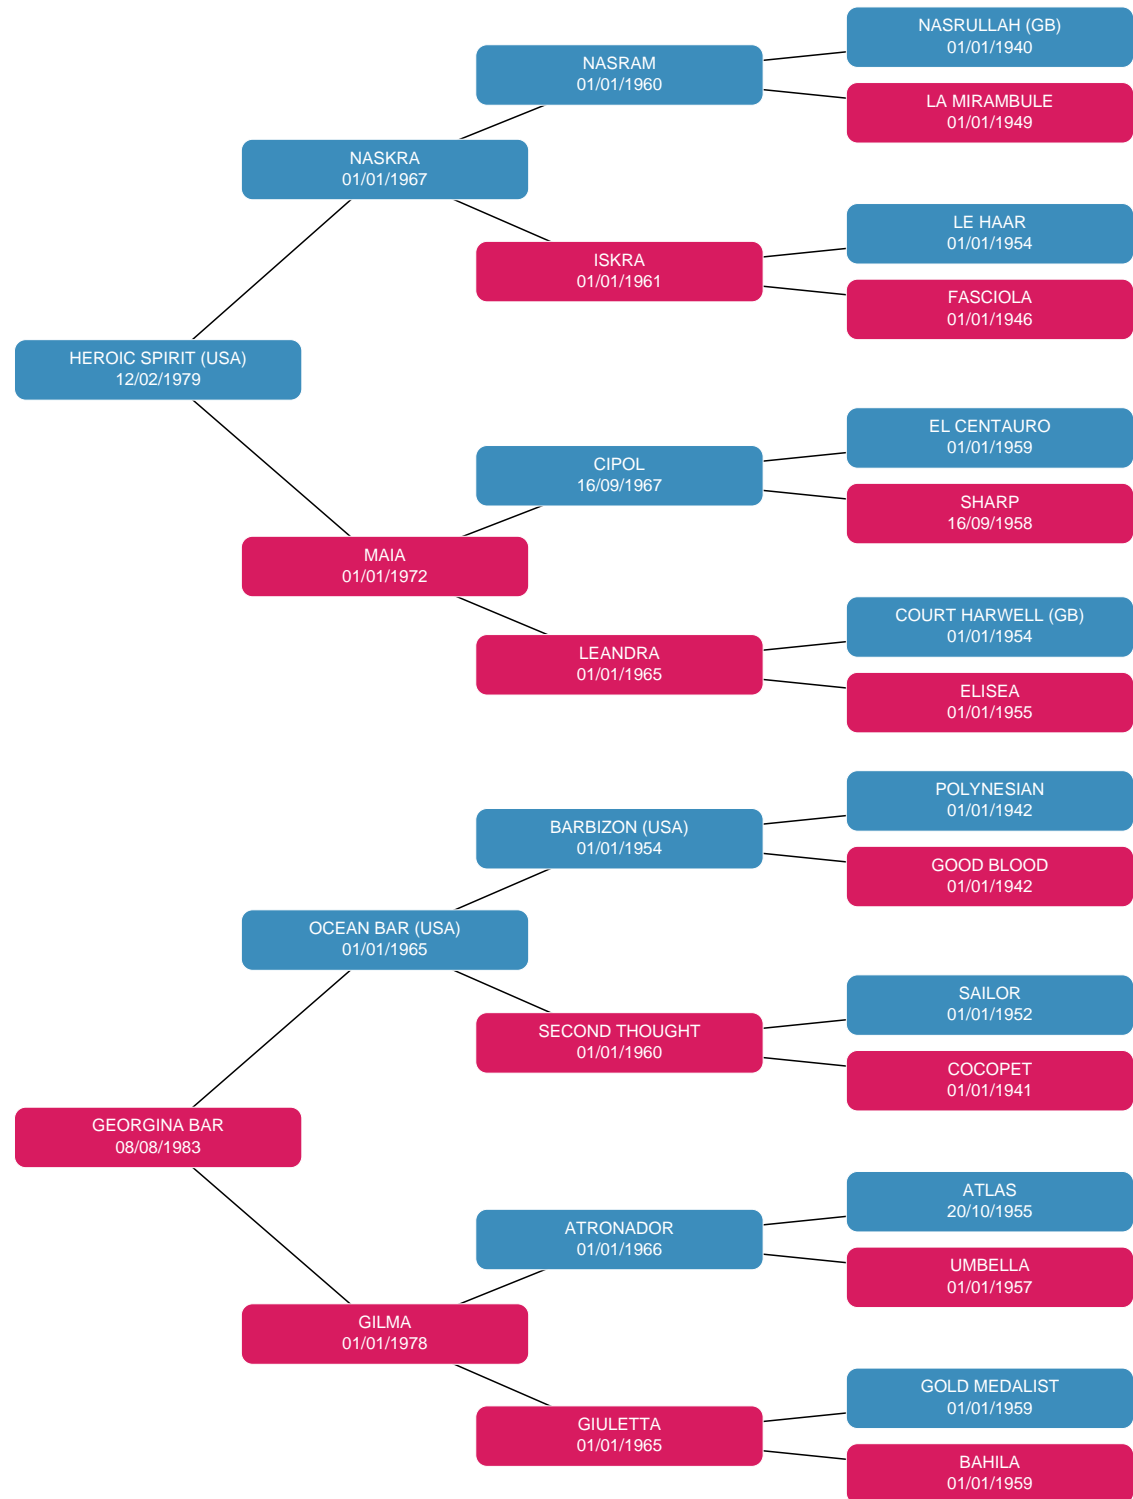 NASRULLAH (GB)
01/01/1940
NASRAM
01/01/1960
LA MIRAMBULE
01/01/1949
NASKRA
01/01/1967
LE HAAR
01/01/1954
ISKRA
01/01/1961
FASCIOLA
01/01/1946
HEROIC SPIRIT (USA)
12/02/1979
EL CENTAURO
01/01/1959
CIPOL
16/09/1967
SHARP
16/09/1958
MAIA
01/01/1972
COURT HARWELL (GB)
01/01/1954
LEANDRA
01/01/1965
ELISEA
01/01/1955
POLYNESIAN
01/01/1942
BARBIZON (USA)
01/01/1954
GOOD BLOOD
01/01/1942
OCEAN BAR (USA)
01/01/1965
SAILOR
01/01/1952
SECOND THOUGHT
01/01/1960
COCOPET
01/01/1941
GEORGINA BAR
08/08/1983
ATLAS
20/10/1955
ATRONADOR
01/01/1966
UMBELLA
01/01/1957
GILMA
01/01/1978
GOLD MEDALIST
01/01/1959
GIULETTA
01/01/1965
BAHILA
01/01/1959